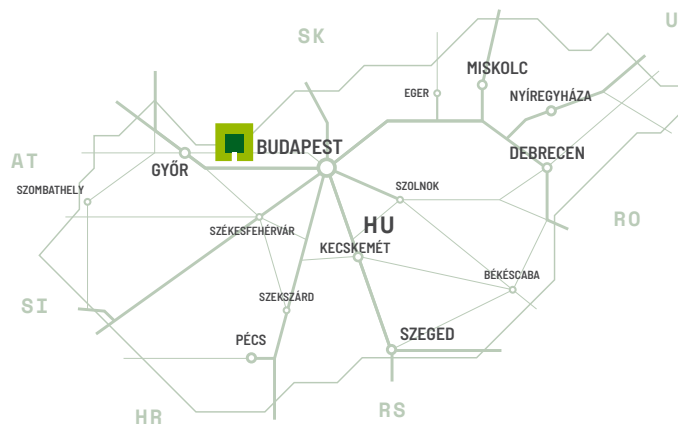 U
SK
MISKOLC
EGER
NYÍREGYHÁZA
BUDAPEST
DEBRECEN
AT
GYŐR
SZOMBATHELY
SZOLNOK
RO
HU
SZÉKESFEHÉRVÁR
KECSKEMÉT
BÉKÉSCABA
SI
SZEKSZÁRD
SZEGED
PÉCS
RS
HR